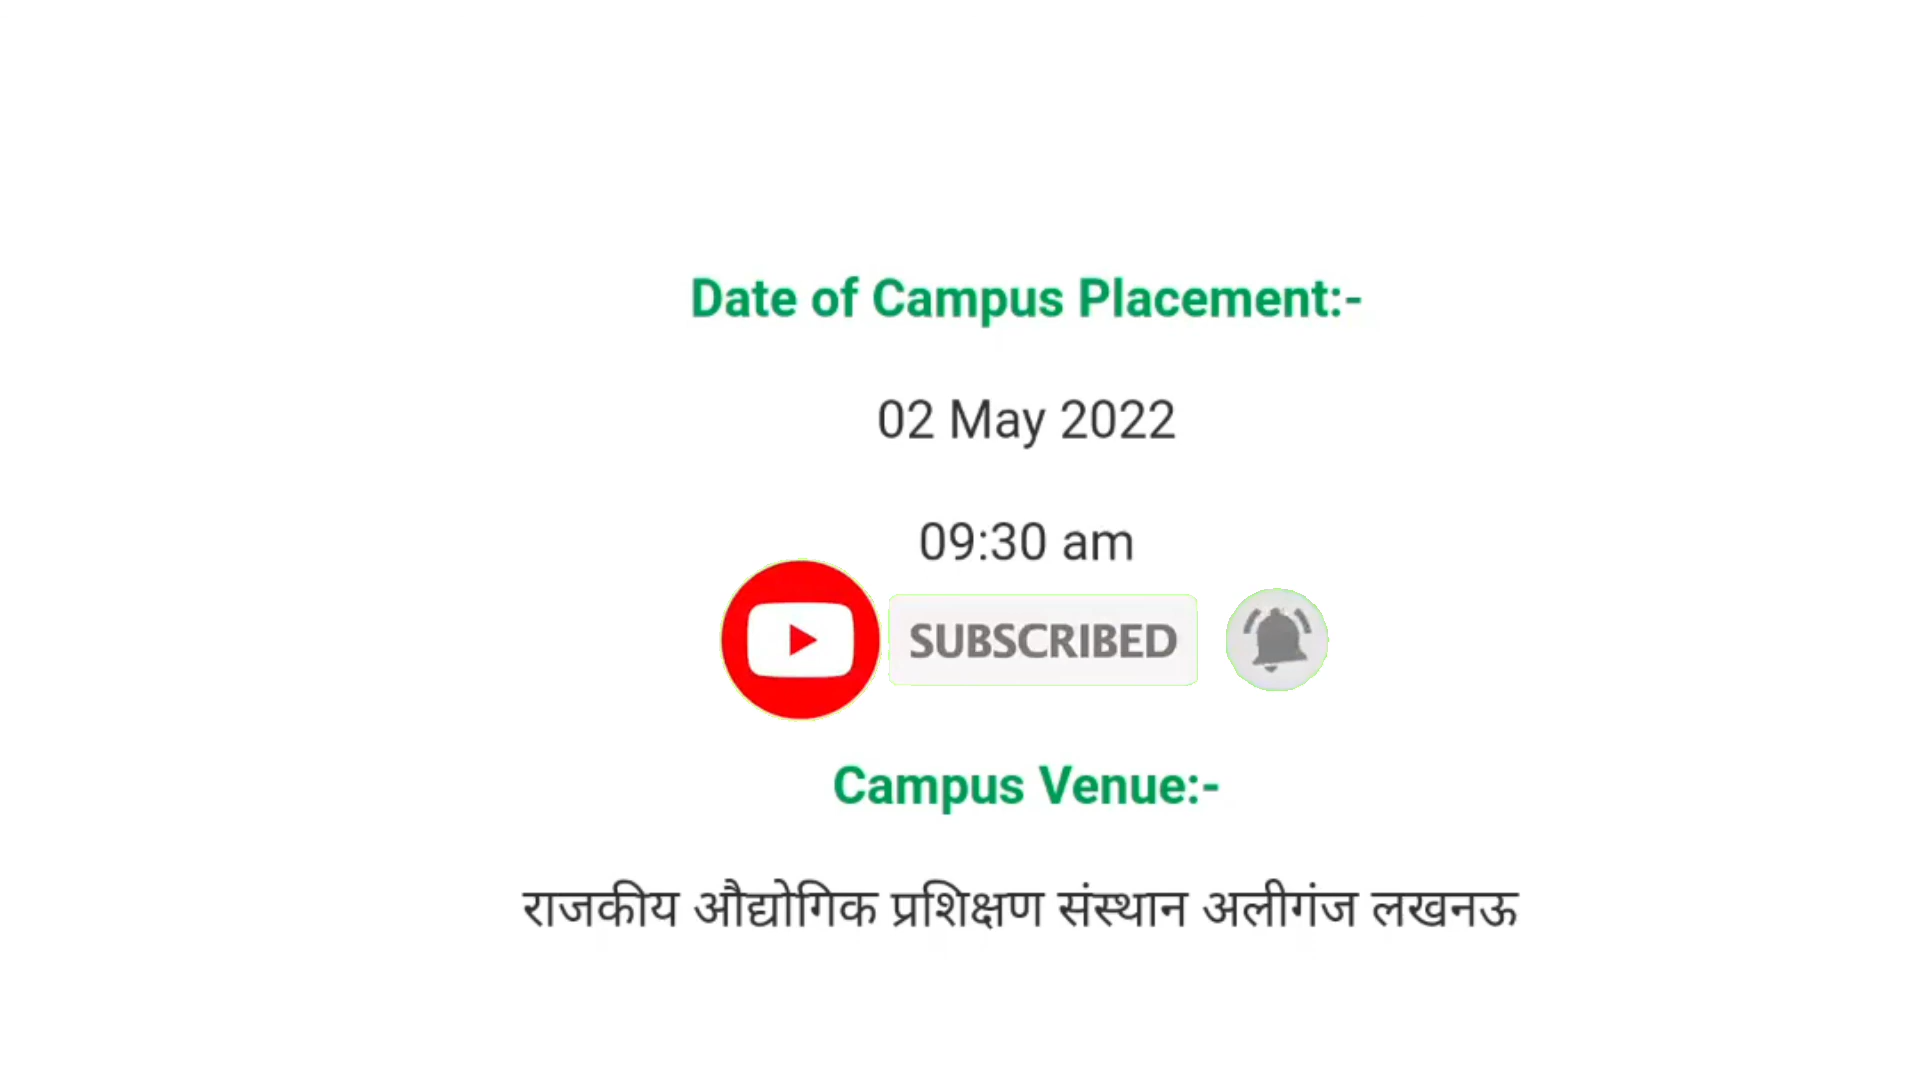 Date of Campus Placement:-
02 May 2022
09:30 am
SUBSCRIBED
Campus Venue:-
राजकीय औद्योगिक प्रशिक्षण संस्थान अलीगंज लखनऊ